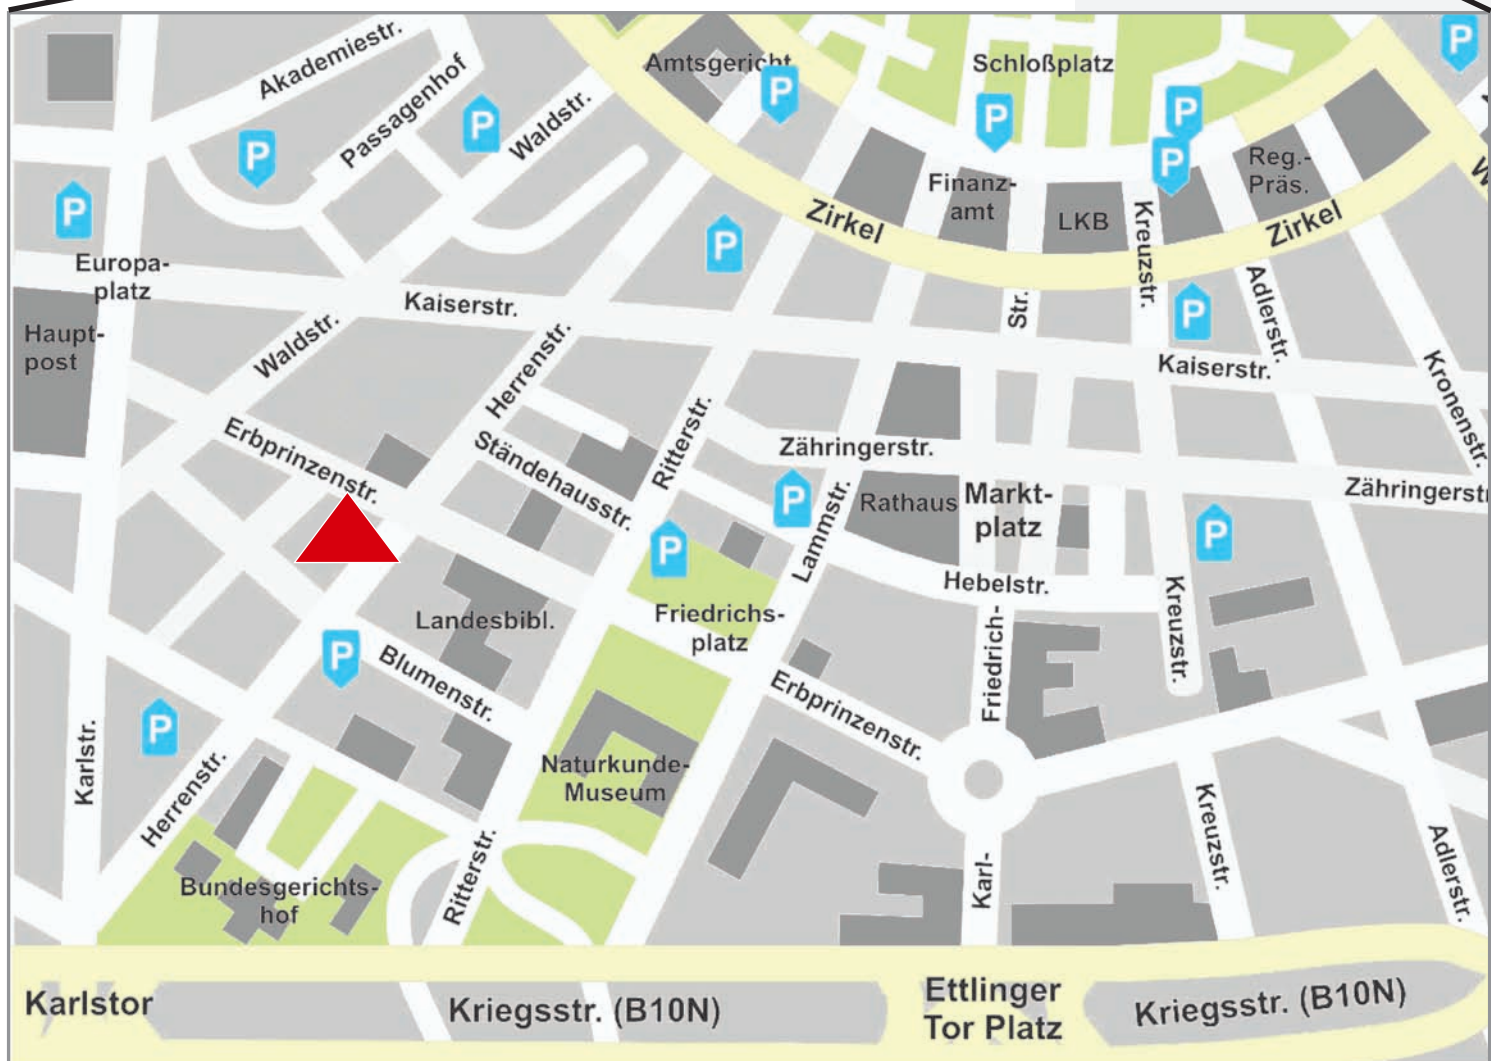 Akademiestr.
Passagenhof
Waldstr.
Amtsgericht
Schloßplatz
P
P
P
P
P
P
P
P
Finanz-
amt
LKB
Reg.-
Präs.
Zirkel
Zirkel
Kreuzstr.
P
Adlerstr.
P
Europa-
platz
Haupt-
post
Kaiserstr.
Str.
Waldstr.
Herrenstr.
Kaiserstr.
Kronenstr.
Erbprinzenstr.
Ständehausstr.
Ritterstr.
Zähringerstr.
Zähringerst
P
Lammstr.
Rathaus
Markt-
platz
P
P
Hebelstr.
Landesbibl.
Friedrichs-
platz
Friedrich-
Kreuzstr.
P
Blumenstr.
Erbprinzenstr.
P
Karlstr.
Herrenstr.
Naturkunde-
Museum
Kreuzstr.
Adlerstr.
Ritterstr.
Karl-
Bundesgerichts-
hof
Karlstor
Kriegsstr. (B10N)
Ettlinger
Tor Platz
Kriegsstr. (B10N)